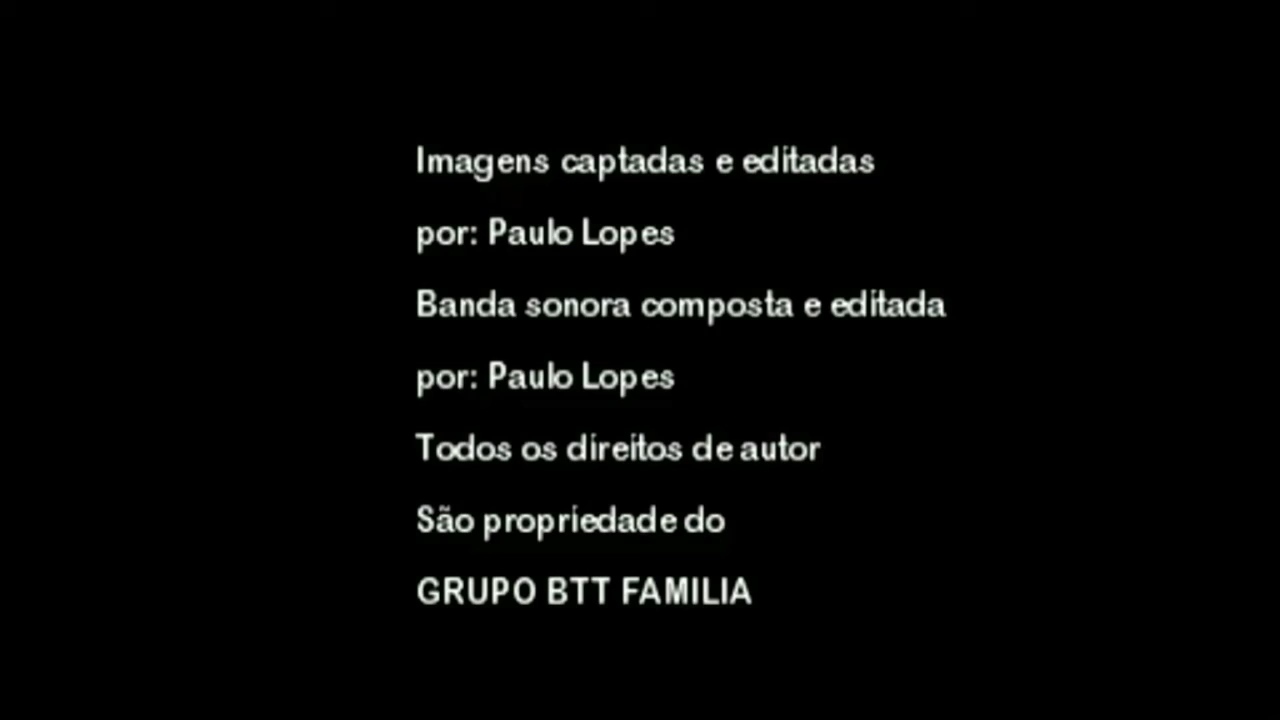 Imagens captadas e editadas
por: Paulo Lopes
Banda sonora composta e editada
por: Paulo Lopes
Todos os direitos de autor
São propriedade do
GRUPO BTT FAMILIA